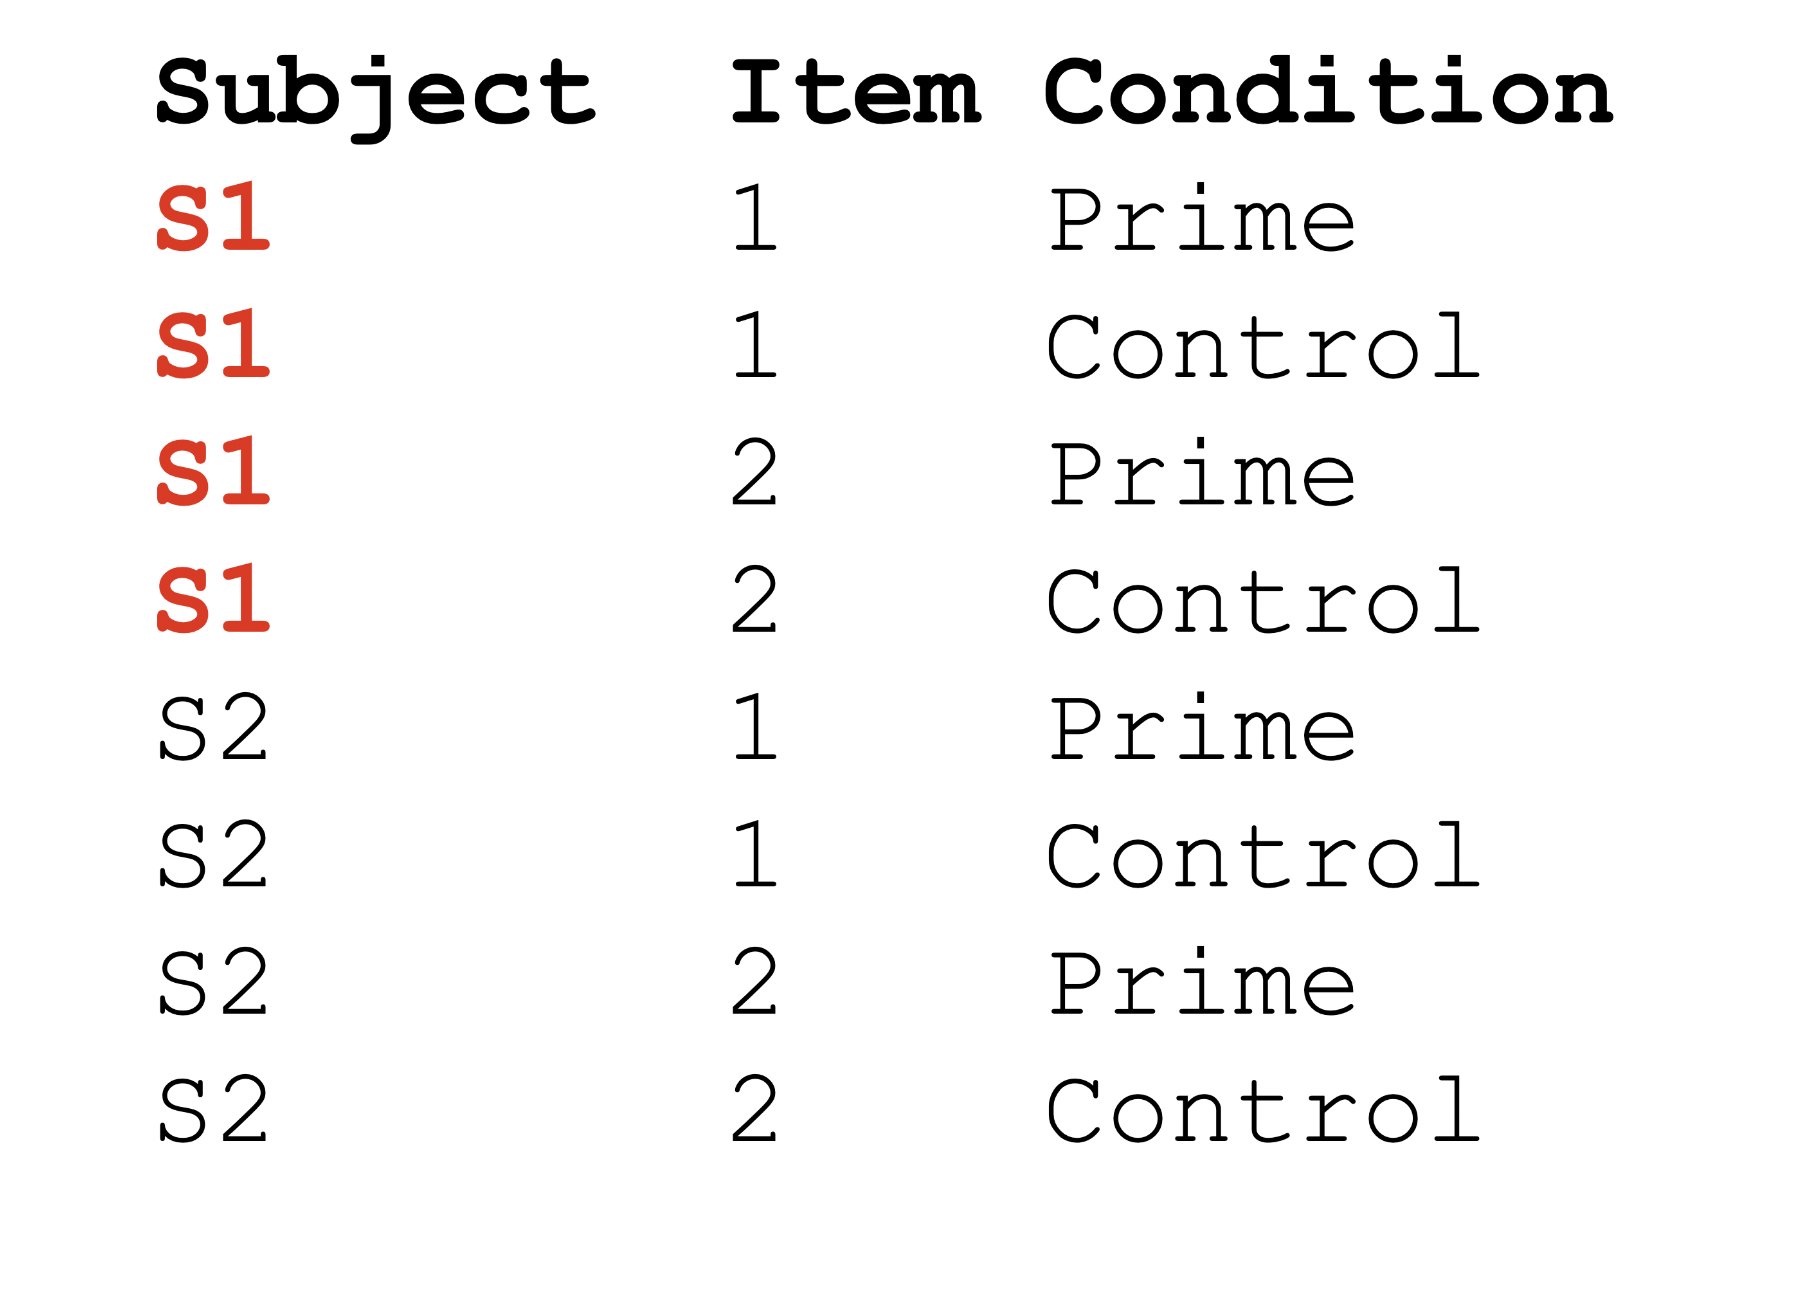 Subject Item Condition
S1 1 Prime
S1 1 Control
S1 2 Prime
S1 2 Control
S2 1 Prime
S2 1 Control
S2 2 Prime
S2 2 Control